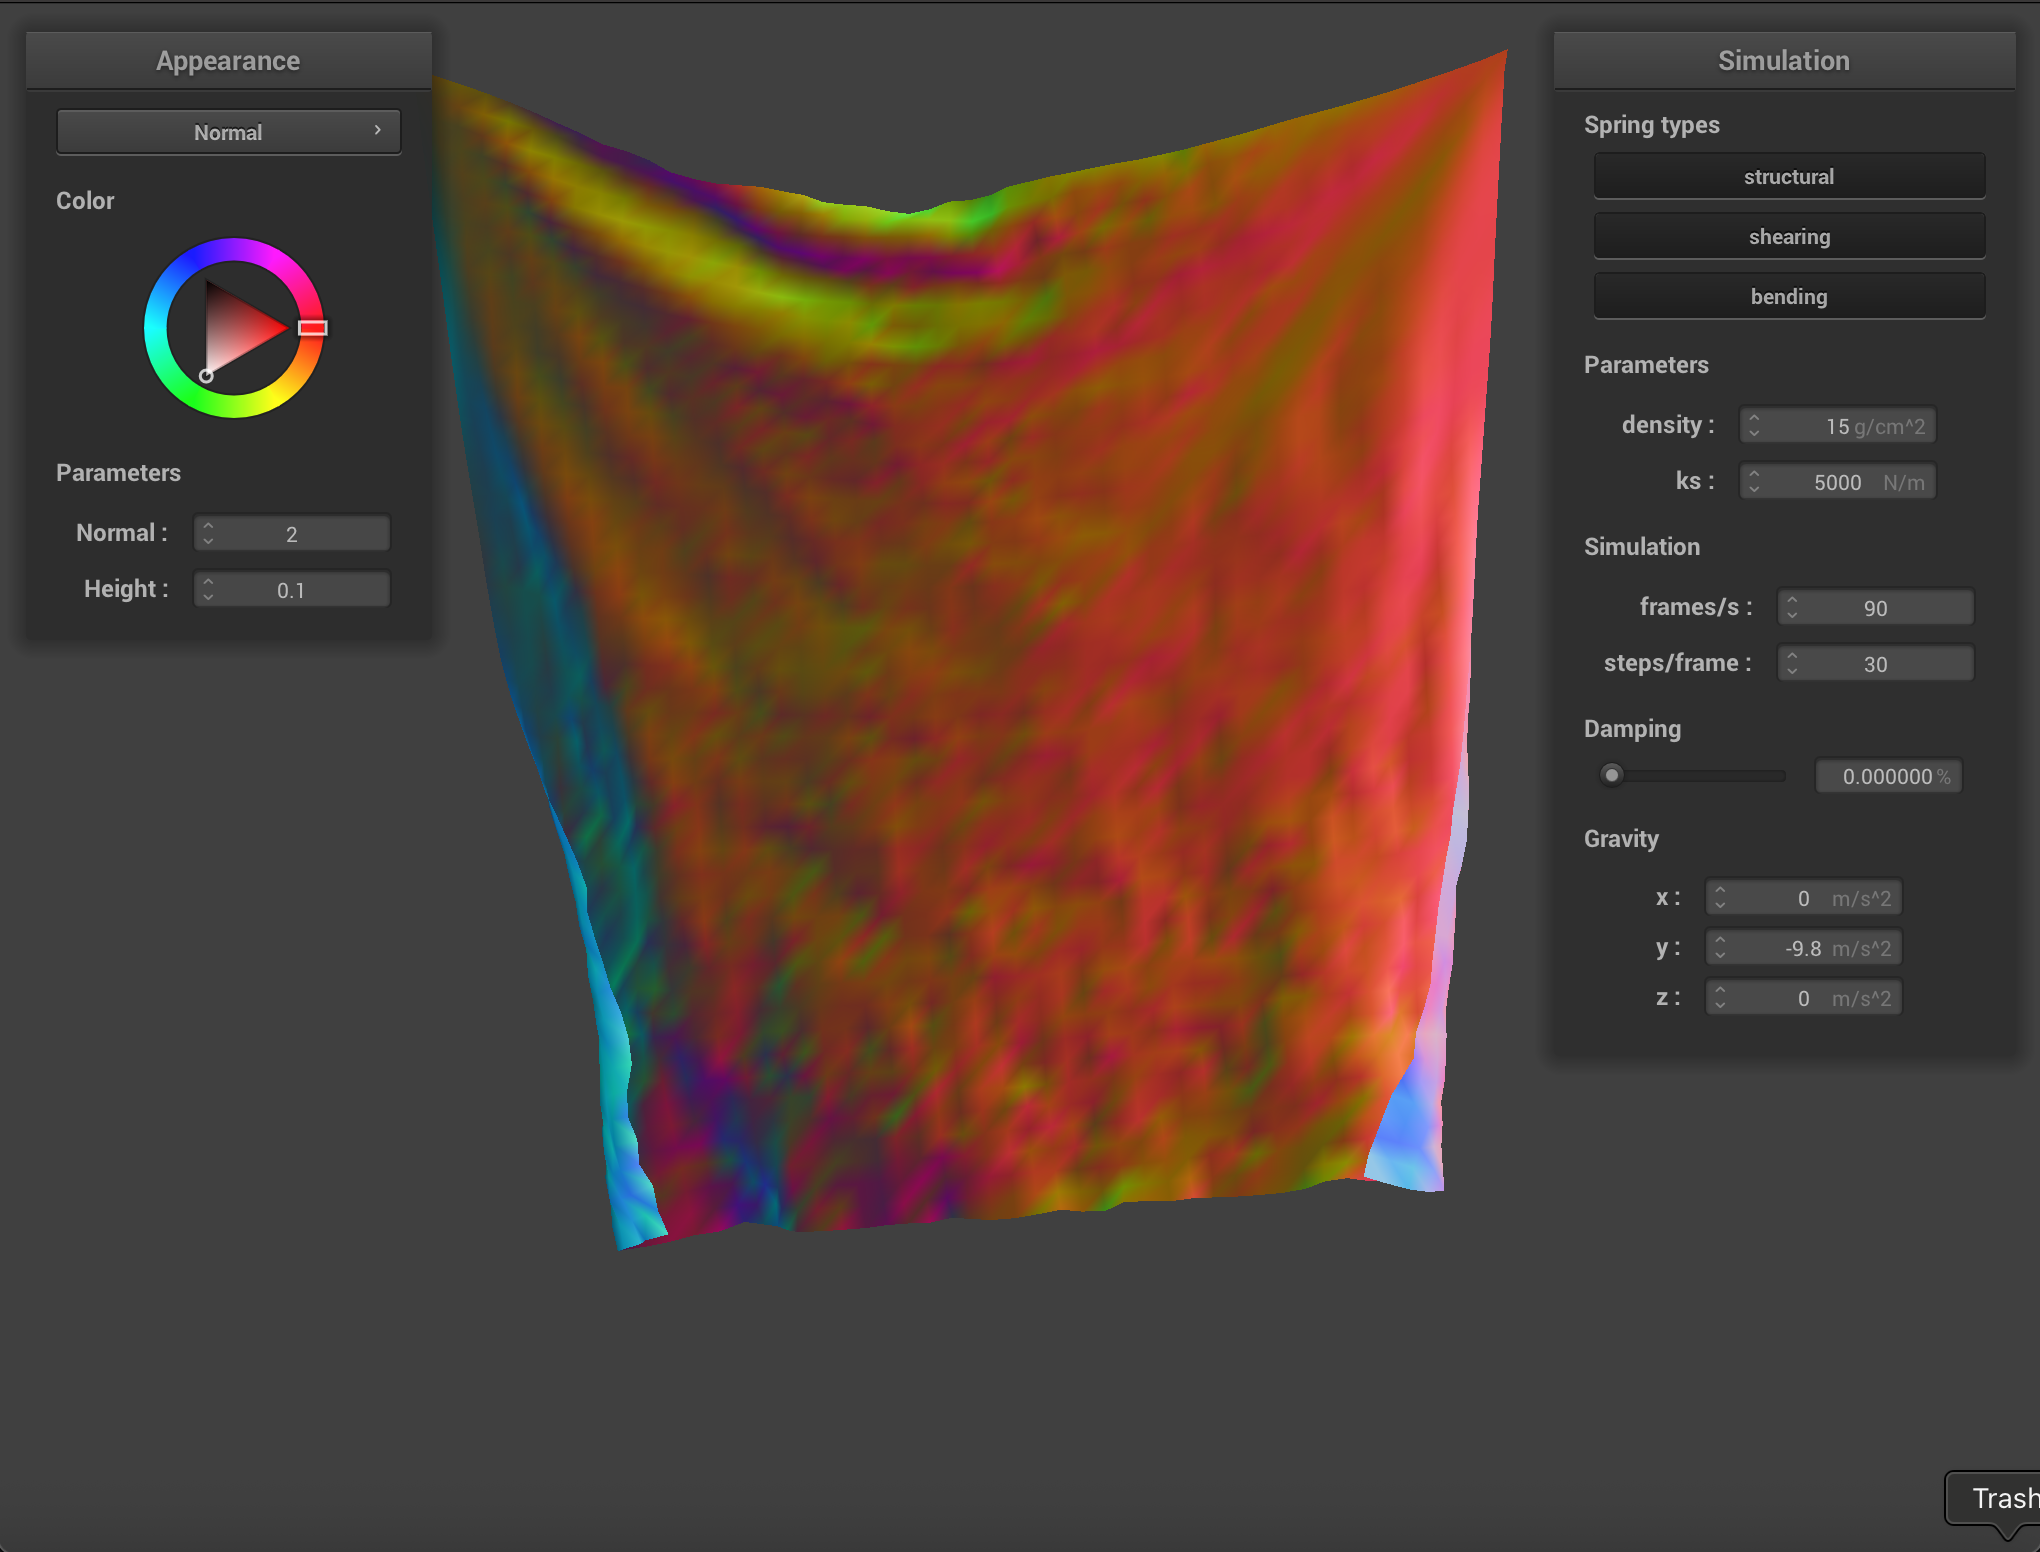 Appearance
Normal
Color
Parameters
Normal : 2
Height : 0.1
Simulation
Spring types
structural
shearing
bending
Parameters
density : 15 g/cm^2
ks : 5000 N/m
Simulation
frames/s : 90
steps/frame : 30
Damping
0.000000 %
Gravity
x : 0 m/s^2
y : -9.8 m/s^2
z : 0 m/s^2
Trash